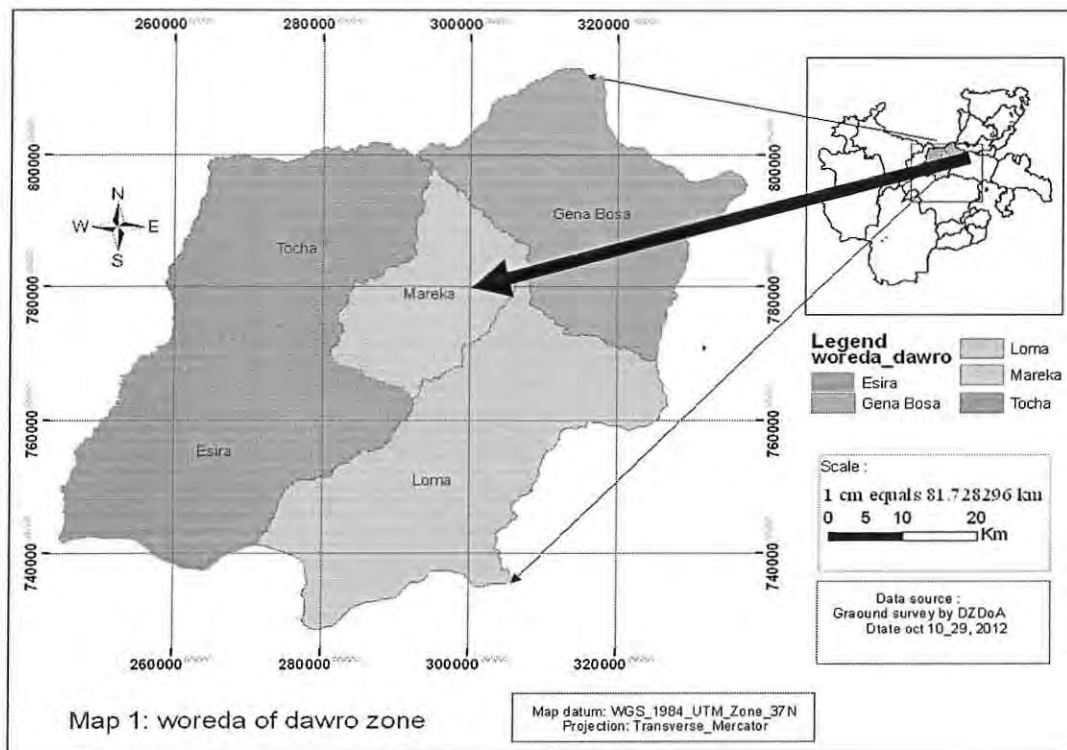 260000
280000
300000
320000
800000
780000
760000
740000
800000
780000
760000
740000
N
W E
S
Tocha
Gena Bosa
Mareka
Esira
Loma
Legend
woreda_dawro
Esira
Gena Bosa
Loma
Mareka
Tocha
Scale :
1 cm equals 81.728296 km
0 5 10 20
Km
Data source :
Graound survey by DZDoA
Dtate oct 10_29, 2012
260000
280000
300000
320000
Map 1: woreda of dawro zone
Map datum: WGS_1984_UTM_Zone_37N
Projection: Transverse_Mercator